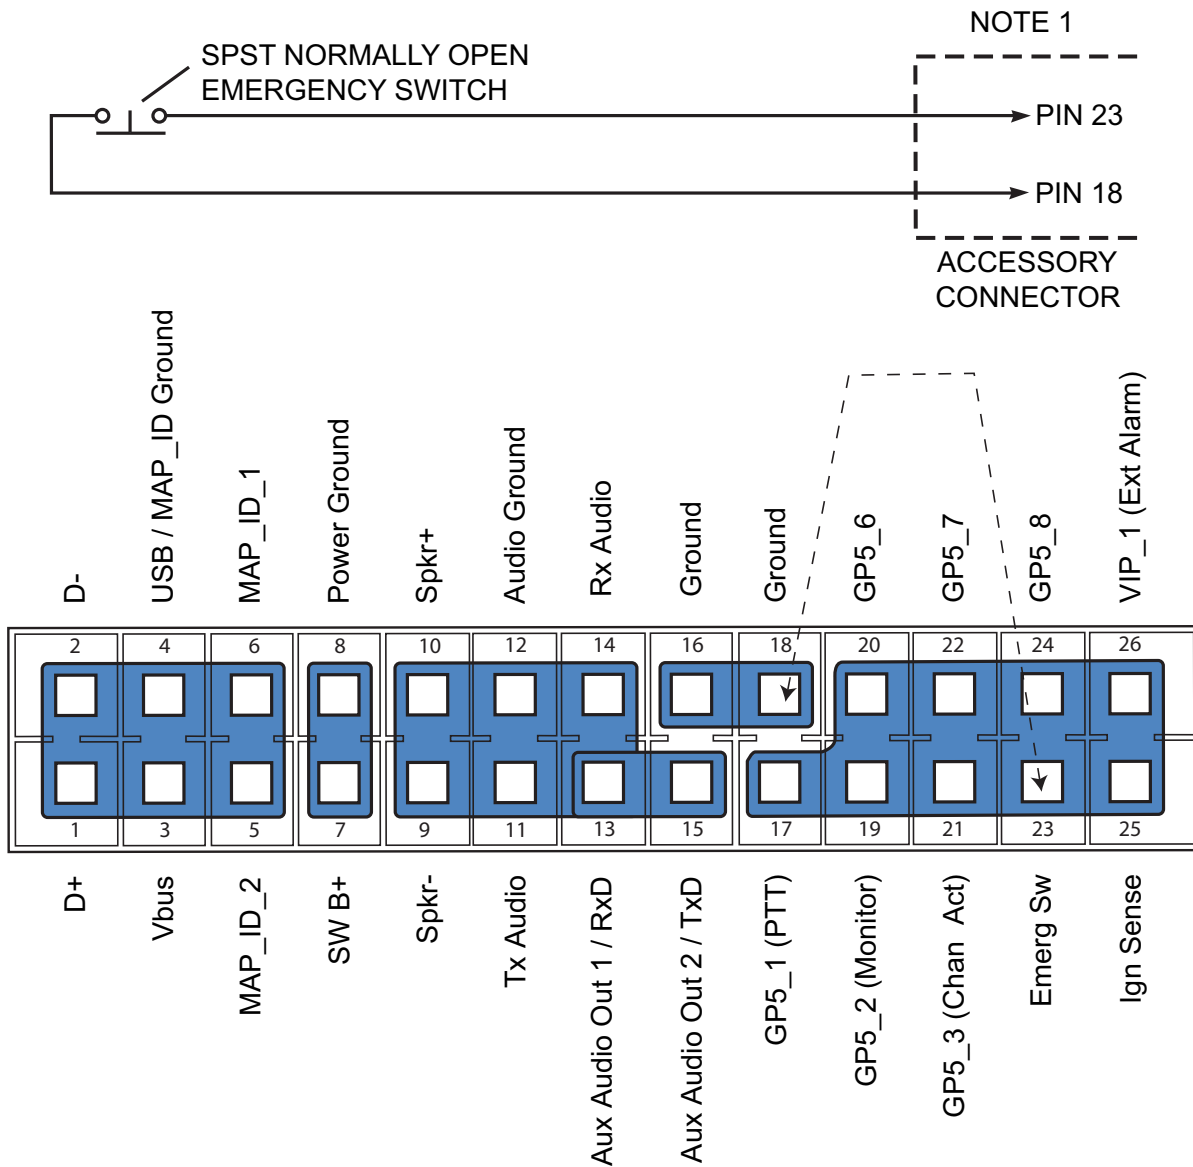 NOTE 1
SPST NORMALLY OPEN
EMERGENCY SWITCH
PIN 23
PIN 18
ACCESSORY
CONNECTOR
D-
USB / MAP_ID Ground
MAP_ID_1
Power Ground
Spkr+
Audio Ground
Rx Audio
Ground
Ground
GP5_6
GP5_7
GP5_8
VIP_1 (Ext Alarm)
2 4 6 8 10 12 14 16 18 20 22 24 26
1 3 5 7 9 11 13 15 17 19 21 23 25
D+
Vbus
MAP_ID_2
SW B+
Spkr-
Tx Audio
Aux Audio Out 1 / RxD
Aux Audio Out 2 / TxD
GP5_1 (PTT)
GP5_2 (Monitor)
GP5_3 (Chan Act)
Emerg Sw
Ign Sense